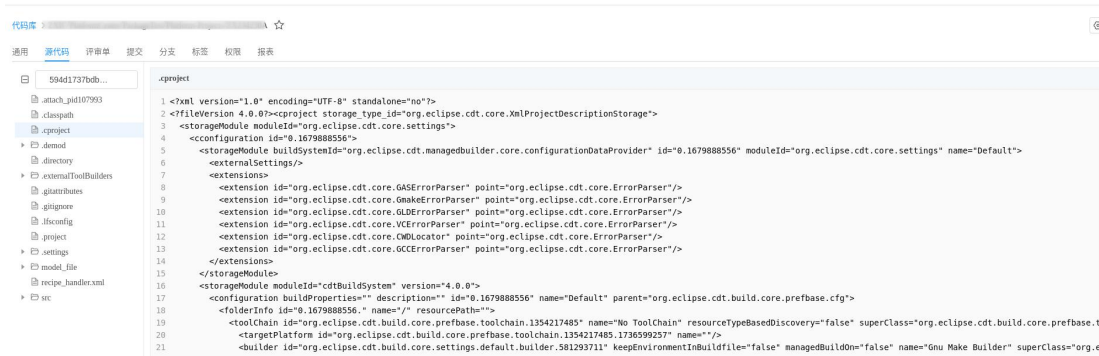 代码库
通用 源代码 评审单 提交 分支 标签 权限 报表
594d1737bdb...
.attach_pid107993
.classpath
.cproject
.demod
.directory
.externalToolBuilders
.gitattributes
.gitignore
.lfsconfig
.project
.settings
model_file
recipe_handler.xml
src
.cproject
1 <?xml version="1.0" encoding="UTF-8" standalone="no"?>
2 <?fileVersion 4.0.0?><cproject storage_type_id="org.eclipse.cdt.core.XmlProjectDescriptionStorage">
3 <storageModule moduleId="org.eclipse.cdt.core.settings">
4 <cconfiguration id="0.1679888556">
5 <storageModule buildSystemId="org.eclipse.cdt.managedbuilder.core.configurationDataProvider" id="0.1679888556" moduleId="org.eclipse.cdt.core.settings" name="Default">
6 <externalSettings/>
7 <extensions>
8 <extension id="org.eclipse.cdt.core.GASErrorParser" point="org.eclipse.cdt.core.ErrorParser"/>
9 <extension id="org.eclipse.cdt.core.GmakeErrorParser" point="org.eclipse.cdt.core.ErrorParser"/>
10 <extension id="org.eclipse.cdt.core.GLDErrorParser" point="org.eclipse.cdt.core.ErrorParser"/>
11 <extension id="org.eclipse.cdt.core.VCErrorParser" point="org.eclipse.cdt.core.ErrorParser"/>
12 <extension id="org.eclipse.cdt.core.CWDLocator" point="org.eclipse.cdt.core.ErrorParser"/>
13 <extension id="org.eclipse.cdt.core.GCCErrorParser" point="org.eclipse.cdt.core.ErrorParser"/>
14 </extensions>
15 </storageModule>
16 <storageModule moduleId="cdtBuildSystem" version="4.0.0">
17 <configuration buildProperties="" description="" id="0.1679888556" name="Default" parent="org.eclipse.cdt.build.core.prefbase.cfg">
18 <folderInfo id="0.1679888556." name="/" resourcePath="">
19 <toolChain id="org.eclipse.cdt.build.core.prefbase.toolchain.1354217485" name="No ToolChain" resourceTypeBasedDiscovery="false" superClass="org.eclipse.cdt.build.core.prefbase.t
20 <targetPlatform id="org.eclipse.cdt.build.core.prefbase.toolchain.1354217485.1736599257" name=""/>
21 <builder id="org.eclipse.cdt.build.core.settings.default.builder.581293711" keepEnvironmentInBuildfile="false" managedBuildOn="false" name="Gnu Make Builder" superClass="org.e